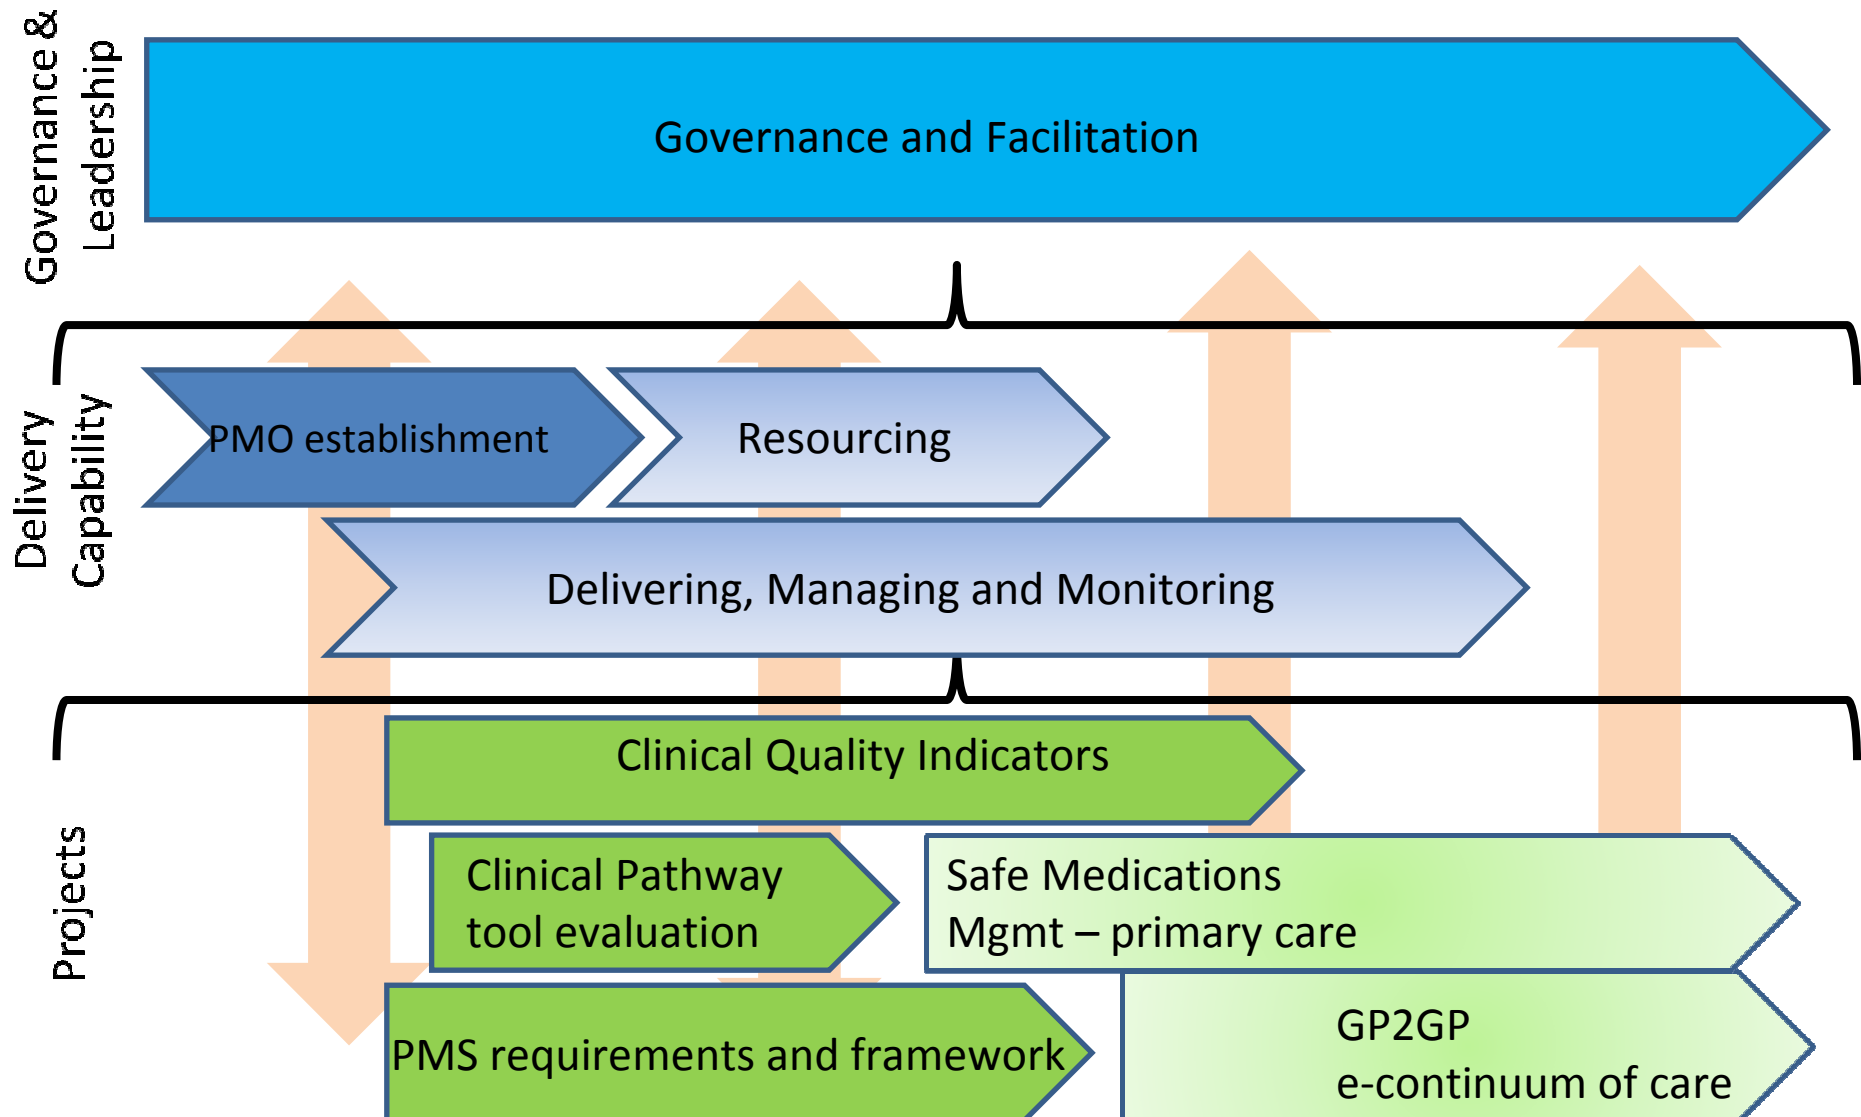 Governance &
Leadership
Governance and Facilitation
Delivery
Capability
PMO establishment
Resourcing
Delivering, Managing and Monitoring
Projects
Clinical Quality Indicators
Clinical Pathway
tool evaluation
Safe Medications
Mgmt – primary care
PMS requirements and framework
GP2GP
e-continuum of care